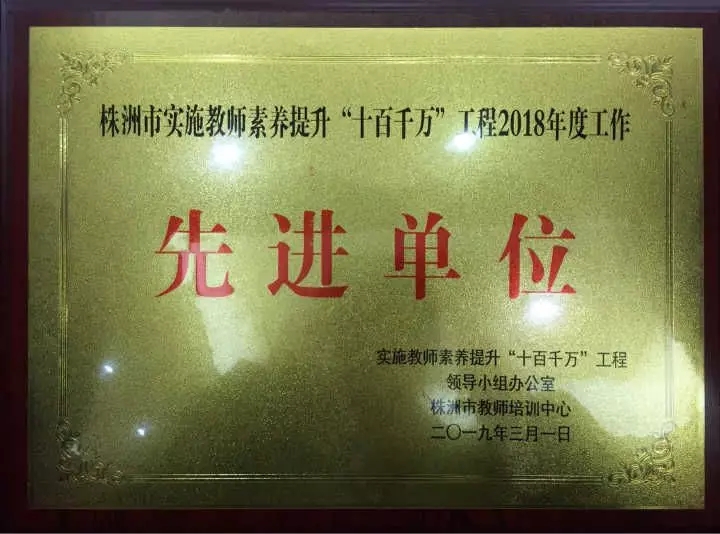 株洲市实施教师素养提升“十百千万”工程2018年度工作
先进单位
实施教师素养提升“十百千万”工程
领导小组办公室
株洲市教师培训中心
二〇一九年三月一日